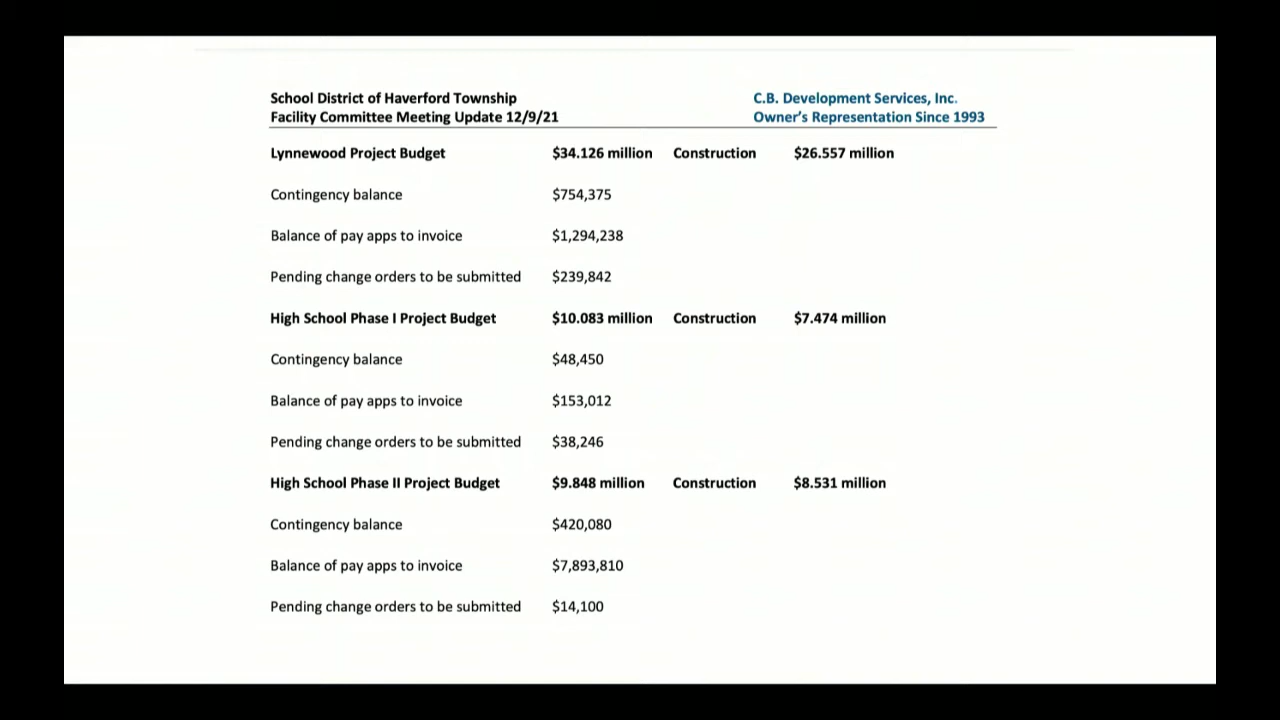 School District of Haverford Township C.B. Development Services, Inc.
Facility Committee Meeting Update 12/9/21 Owner's Representation Since 1993
Lynnewood Project Budget $34.126 million Construction $26.557 million
Contingency balance $754,375
Balance of pay apps to invoice $1,294,238
Pending change orders to be submitted $239,842
High School Phase I Project Budget $10.083 million Construction $7.474 million
Contingency balance $48,450
Balance of pay apps to invoice $153,012
Pending change orders to be submitted $38,246
High School Phase II Project Budget $9.848 million Construction $8.531 million
Contingency balance $420,080
Balance of pay apps to invoice $7,893,810
Pending change orders to be submitted $14,100